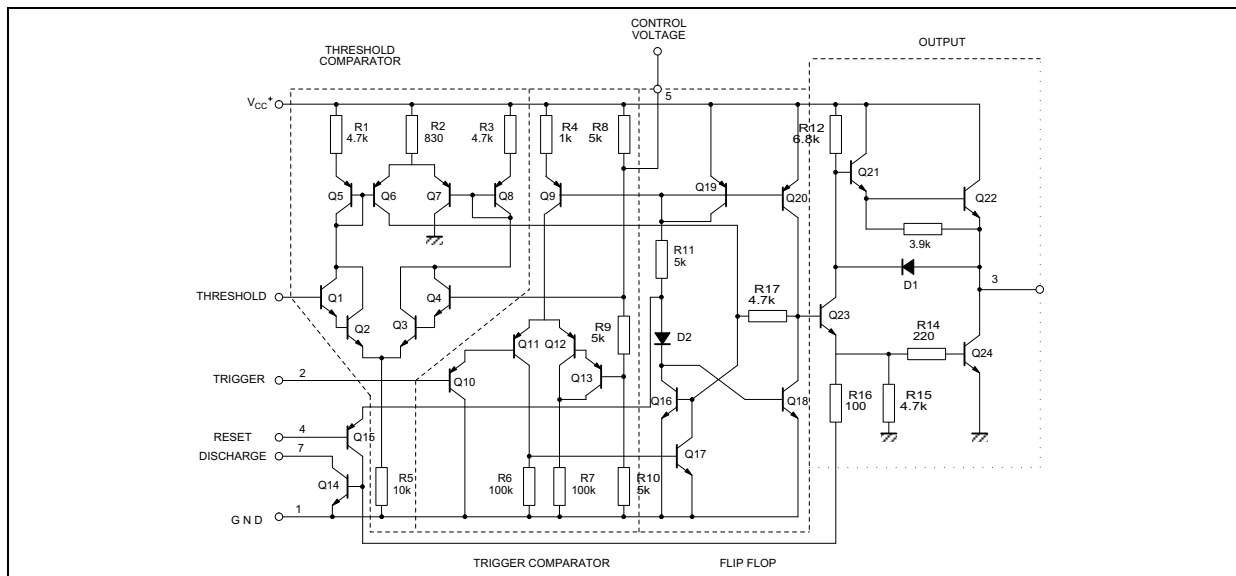 CONTROL
VOLTAGE
OUTPUT
THRESHOLD
COMPARATOR
5
VCC+
R1
4.7k
R2
830
R3
4.7k
R4
1k
R8
5k
R12
6.8k
Q5
Q6
Q7
Q8
Q9
Q19
Q20
Q21
Q22
3.9k
R11
5k
D1
3
THRESHOLD
Q1
Q2
Q3
Q4
R17
4.7k
Q23
R9
5k
D2
R14
220
Q24
Q11
Q12
TRIGGER
2
Q10
Q13
Q16
Q18
R16
100
R15
4.7k
RESET
4
Q15
DISCHARGE
7
Q17
Q14
R5
10k
R6
100k
R7
100k
R10
5k
GND
1
TRIGGER COMPARATOR
FLIP FLOP